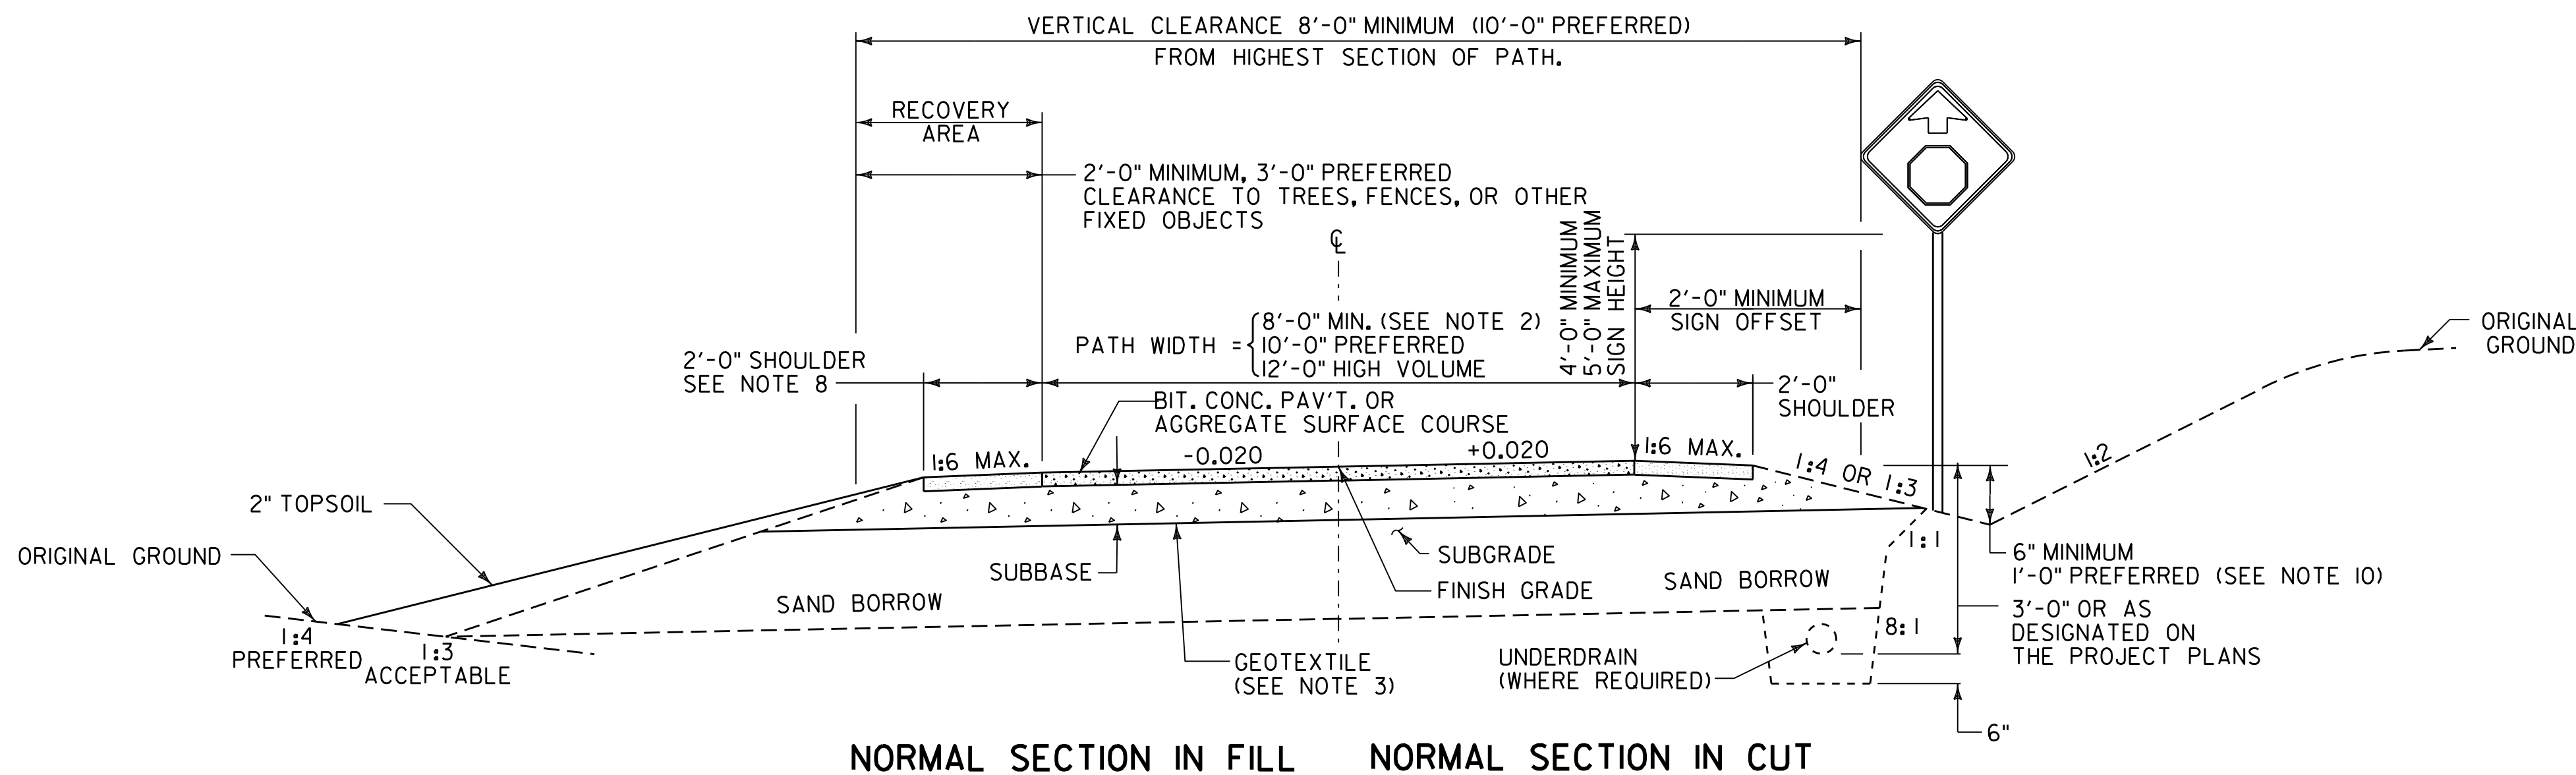 VERTICAL CLEARANCE 8'-0" MINIMUM (10'-0" PREFERRED)
FROM HIGHEST SECTION OF PATH.
RECOVERY
AREA
2'-0" MINIMUM, 3'-0" PREFERRED
CLEARANCE TO TREES, FENCES, OR OTHER
FIXED OBJECTS
℄
4'-0" MINIMUM
5'-0" MAXIMUM
SIGN HEIGHT
2'-0" MINIMUM
SIGN OFFSET
PATH WIDTH =
8'-0" MIN. (SEE NOTE 2)
10'-0" PREFERRED
12'-0" HIGH VOLUME
2'-0" SHOULDER
SEE NOTE 8
2'-0"
SHOULDER
BIT. CONC. PAV'T. OR
AGGREGATE SURFACE COURSE
1:6 MAX.
-0.020
+0.020
1:6 MAX.
1:4 OR 1:3
1:2
ORIGINAL
GROUND
2" TOPSOIL
ORIGINAL GROUND
1:4
PREFERRED
1:3
ACCEPTABLE
SUBBASE
SAND BORROW
SUBGRADE
FINISH GRADE
SAND BORROW
1:1
6" MINIMUM
1'-0" PREFERRED (SEE NOTE 10)
3'-0" OR AS
DESIGNATED ON
THE PROJECT PLANS
8:1
GEOTEXTILE
(SEE NOTE 3)
UNDERDRAIN
(WHERE REQUIRED)
6"
NORMAL SECTION IN FILL
NORMAL SECTION IN CUT